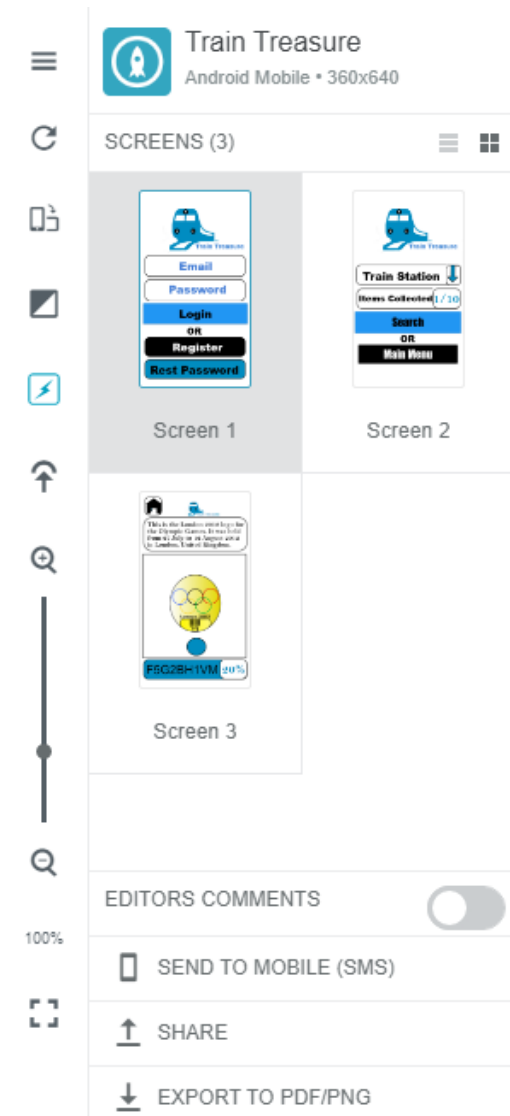 Train Treasure
Android Mobile • 360x640
SCREENS (3)
Train Treasure
Email
Password
Login
OR
Register
Rest Password
Screen 1
Train Treasure
Train Station
Items Collected 1/10
Search
OR
Main Menu
Screen 2
This is the London 2012 logo for
the Olympic Games. It was held
from 27 July to 12 August 2012
in London, United Kingdom.
F5G2BH1VM 20%
Screen 3
EDITORS COMMENTS
100%
SEND TO MOBILE (SMS)
SHARE
EXPORT TO PDF/PNG